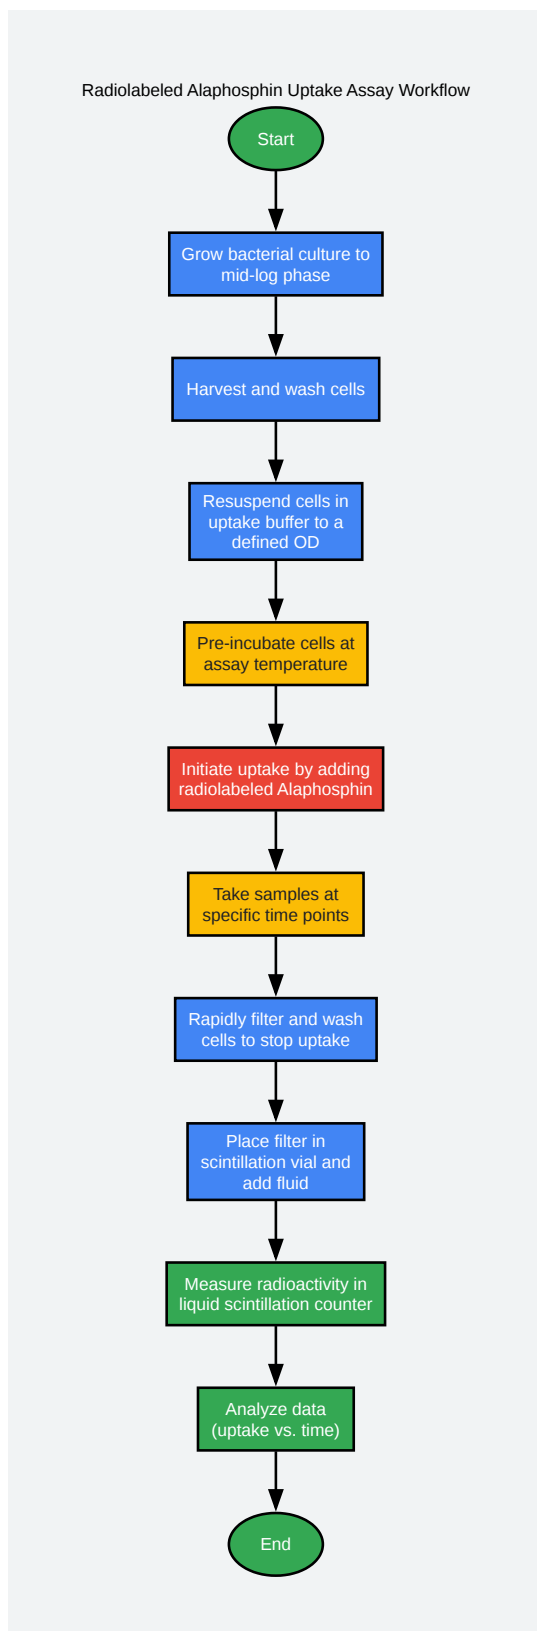 Radiolabeled Alaphosphin Uptake Assay Workflow
Start
Grow bacterial culture to
mid-log phase
Harvest and wash cells
Resuspend cells in
uptake buffer to a
defined OD
Pre-incubate cells at
assay temperature
Initiate uptake by adding
radiolabeled Alaphosphin
Take samples at
specific time points
Rapidly filter and wash
cells to stop uptake
Place filter in
scintillation vial and
add fluid
Measure radioactivity in
liquid scintillation counter
Analyze data
(uptake vs. time)
End